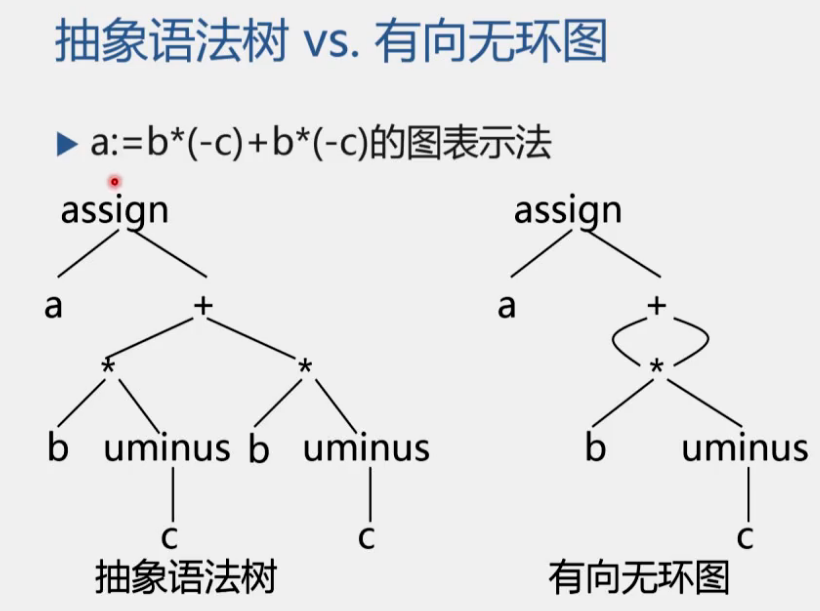 抽象语法树 vs. 有向无环图
a:=b*(-c)+b*(-c)的图表示法
assign assign
a + a +
* * *
b uminus b uminus b uminus
c c c
抽象语法树 有向无环图